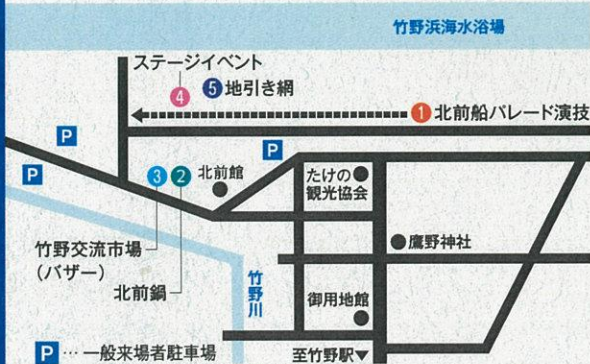 竹野浜海水浴場
ステージイベント
4
5 地引き網
1 北前船パレード演技
P
P
P
3 2
北前館
たけの
観光協会
竹野交流市場
(バザー)
北前鍋
竹野川
鷹野神社
御用地館
P … 一般来場者駐車場
至竹野駅▼